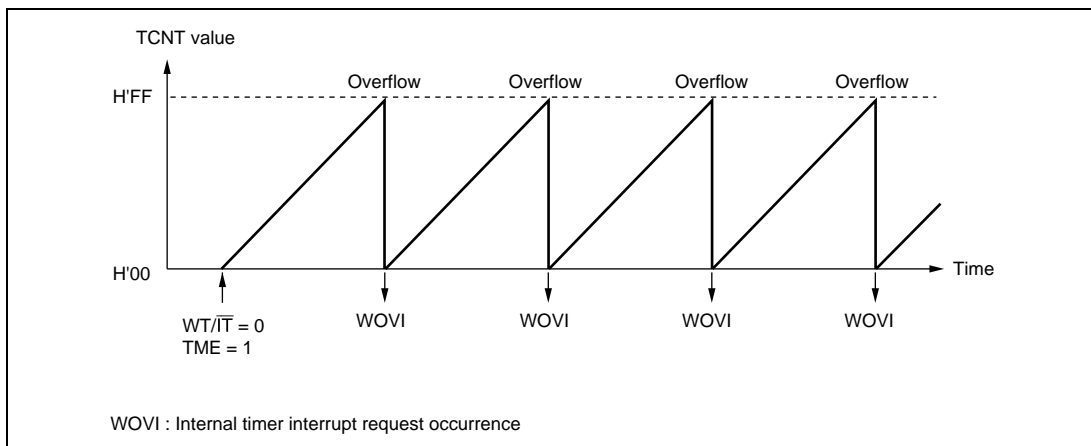 TCNT value
Overflow Overflow Overflow Overflow
H'FF
H'00
Time
WT/I̅T̅ = 0
TME = 1
WOVI WOVI WOVI WOVI
WOVI : Internal timer interrupt request occurrence